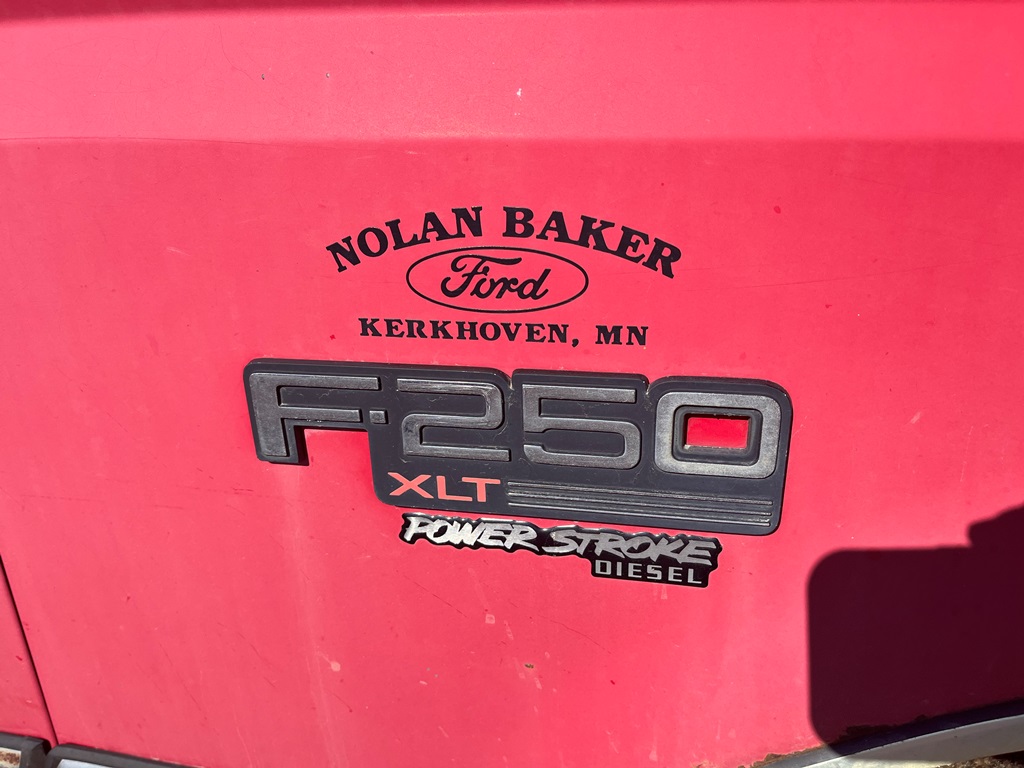 NOLAN BAKER
Ford
KERKHOVEN, MN
F-250
XLT
POWER STROKE
DIESEL